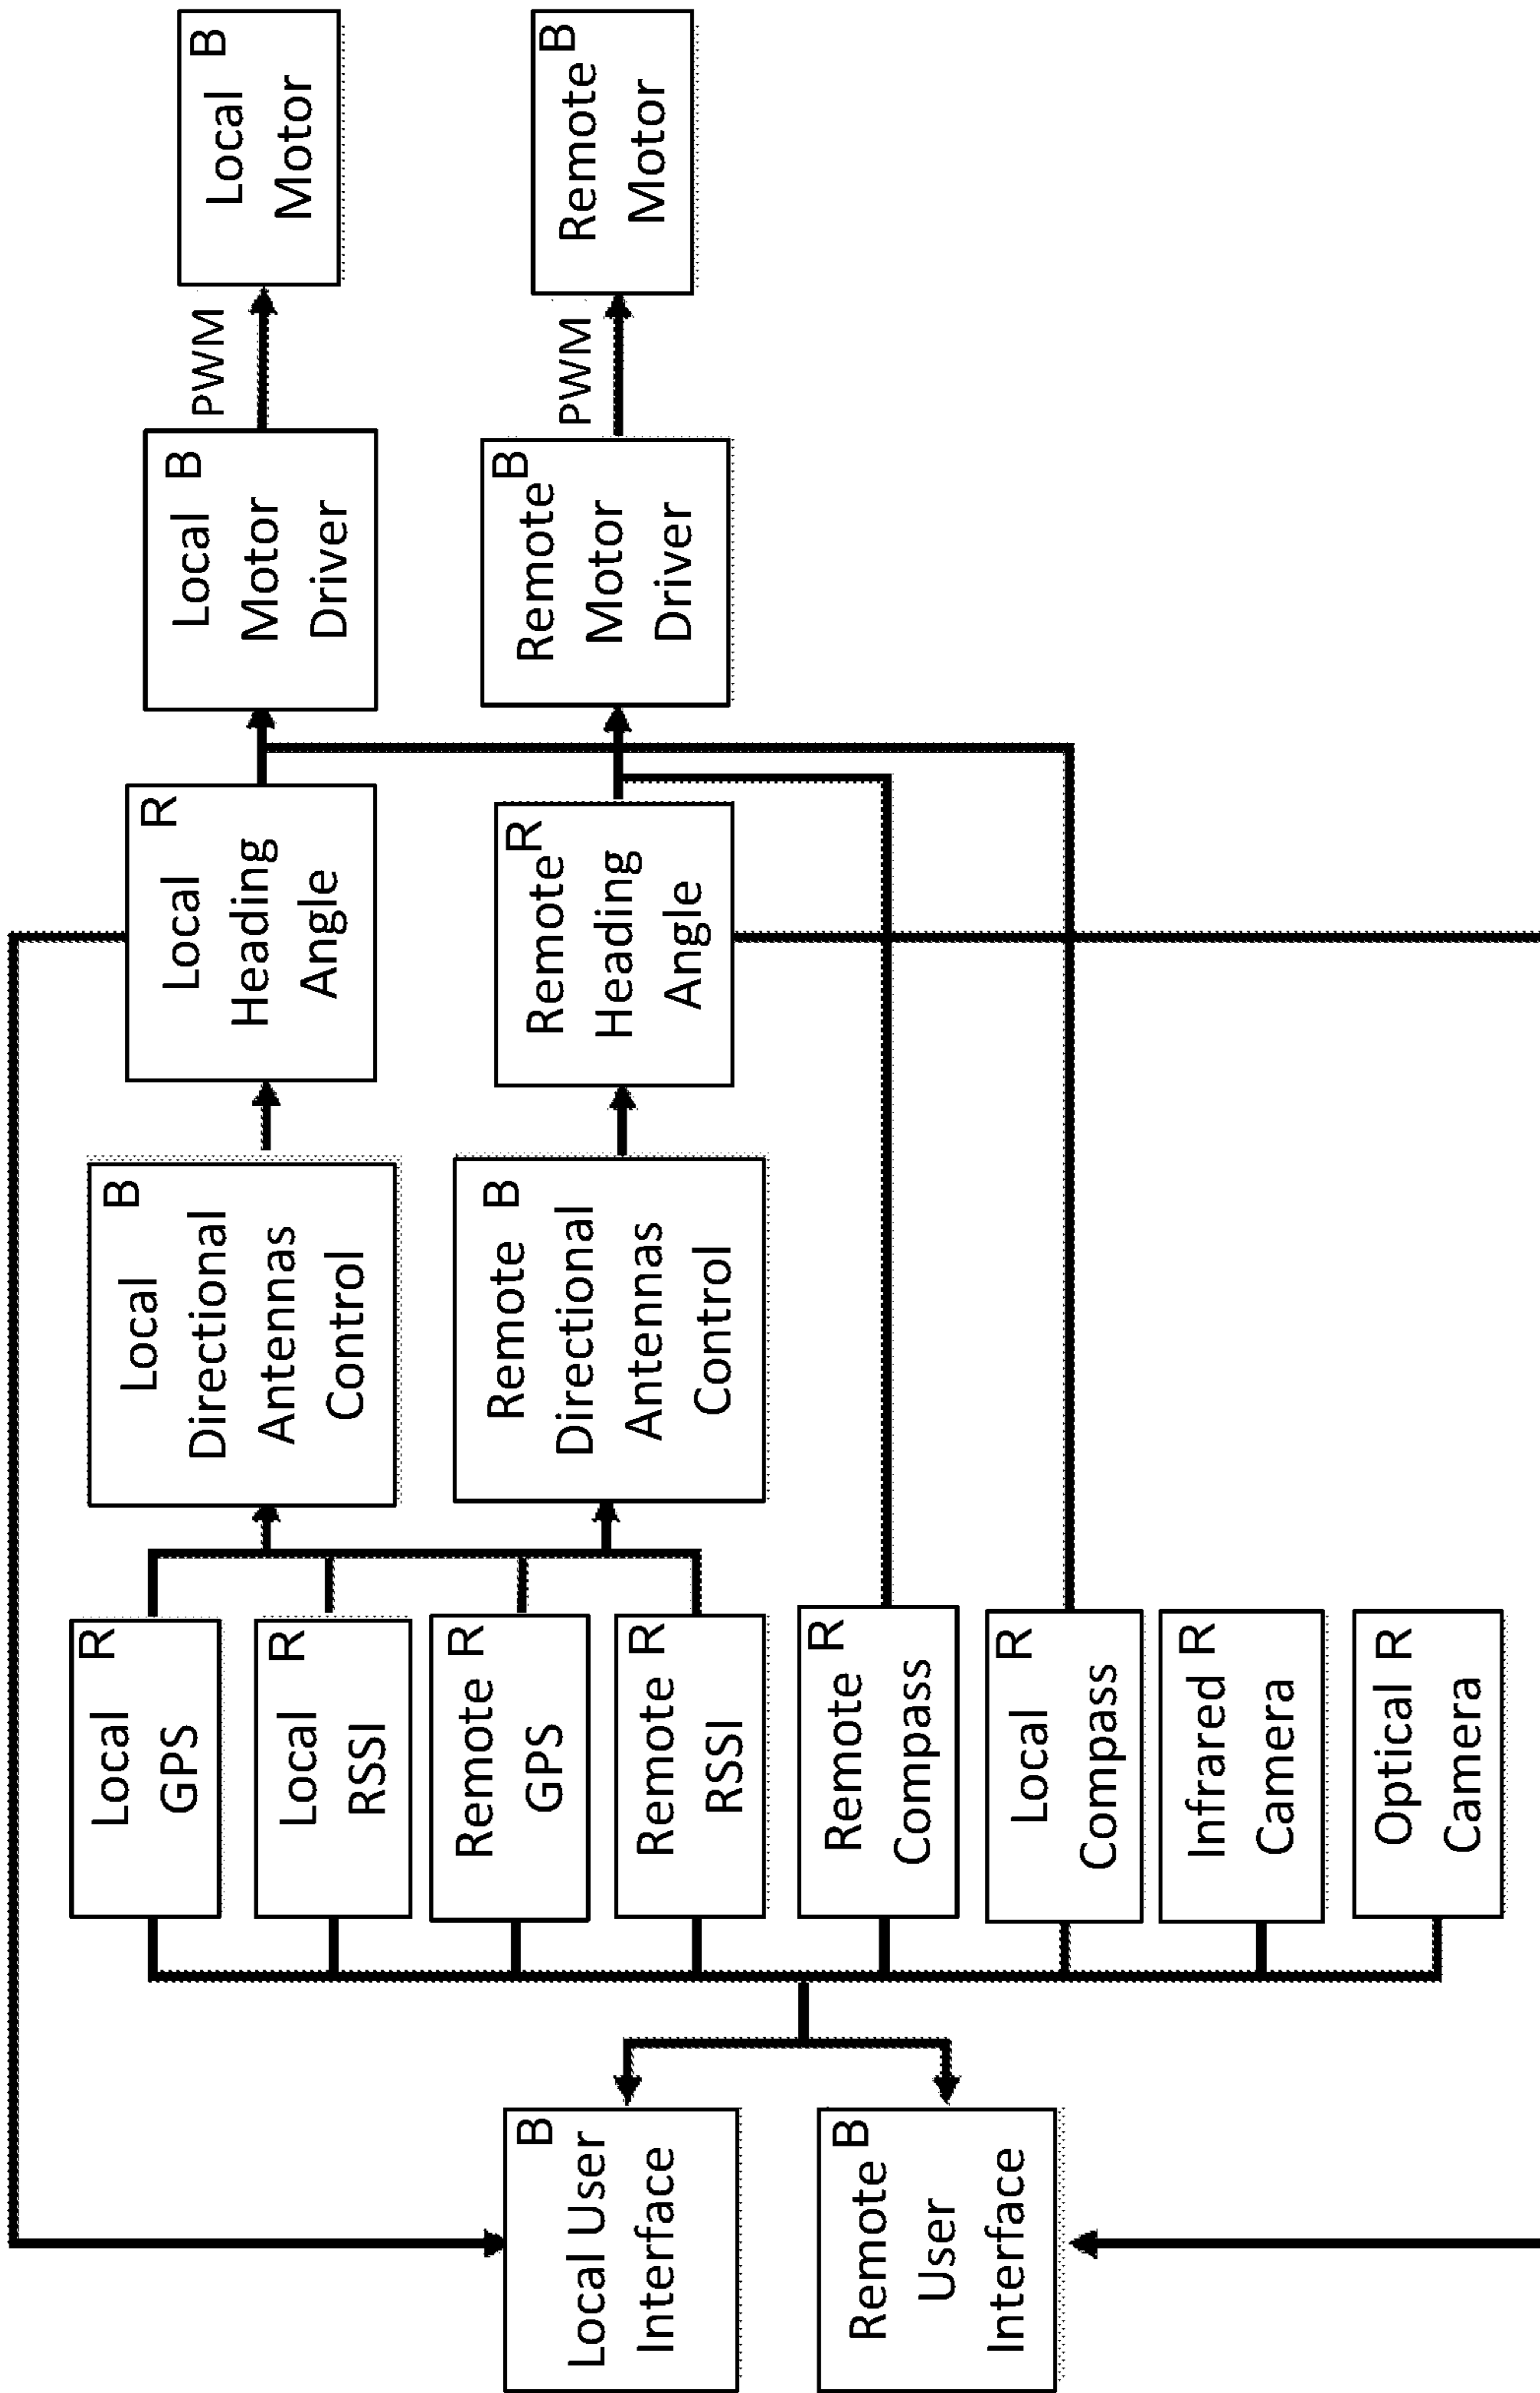 Local GPS R
Local RSSI R
Remote GPS R
Remote RSSI R
Remote Compass R
Local Compass R
Infrared Camera R
Optical Camera R
Local User Interface B
Remote User Interface B
Local Directional Antennas Control B
Remote Directional Antennas Control B
Local Heading Angle R
Remote Heading Angle R
Local Motor Driver B
Remote Motor Driver B
PWM
PWM
Local Motor B
Remote Motor B